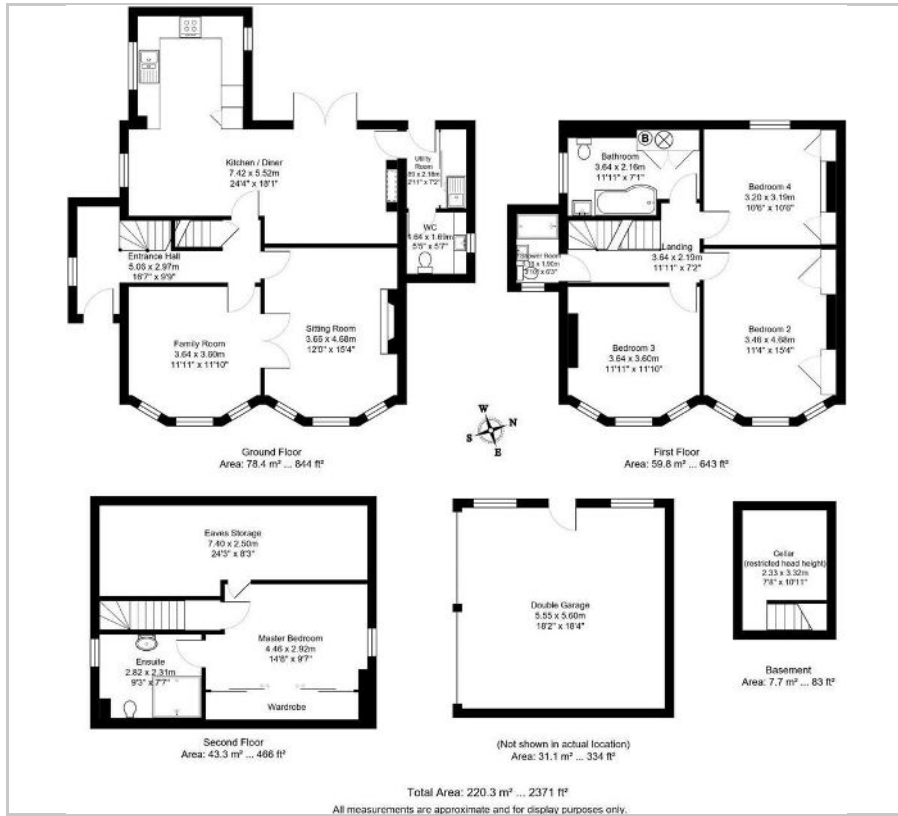 Kitchen / Diner
7.42 x 5.52m
24'4" x 18'1"
Utility
Room
2'11" x 7'2"
WC
1.64 x 1.69m
5'5" x 5'7"
Entrance Hall
5.06 x 2.97m
16'7" x 9'9"
Family Room
3.64 x 3.60m
11'11" x 11'10"
Sitting Room
3.66 x 4.68m
12'0" x 15'4"
Ground Floor
Area: 78.4 m² ... 844 ft²
W
N
S
E
Bathroom
3.64 x 2.16m
11'11" x 7'1"
B
Bedroom 4
3.20 x 3.19m
10'6" x 10'6"
Landing
3.64 x 2.19m
11'11" x 7'2"
Shower Room
Bedroom 3
3.64 x 3.60m
11'11" x 11'10"
Bedroom 2
3.46 x 4.68m
11'4" x 15'4"
First Floor
Area: 59.8 m² ... 643 ft²
Eaves Storage
7.40 x 2.50m
24'3" x 8'3"
Master Bedroom
4.46 x 2.92m
14'8" x 9'7"
Ensuite
2.82 x 2.31m
9'3" x 7'7"
Wardrobe
Second Floor
Area: 43.3 m² ... 466 ft²
Double Garage
5.55 x 5.60m
18'2" x 18'4"
(Not shown in actual location)
Area: 31.1 m² ... 334 ft²
Cellar
(restricted head height)
2.33 x 3.32m
7'8" x 10'11"
Basement
Area: 7.7 m² ... 83 ft²
Total Area: 220.3 m² ... 2371 ft²
All measurements are approximate and for display purposes only.